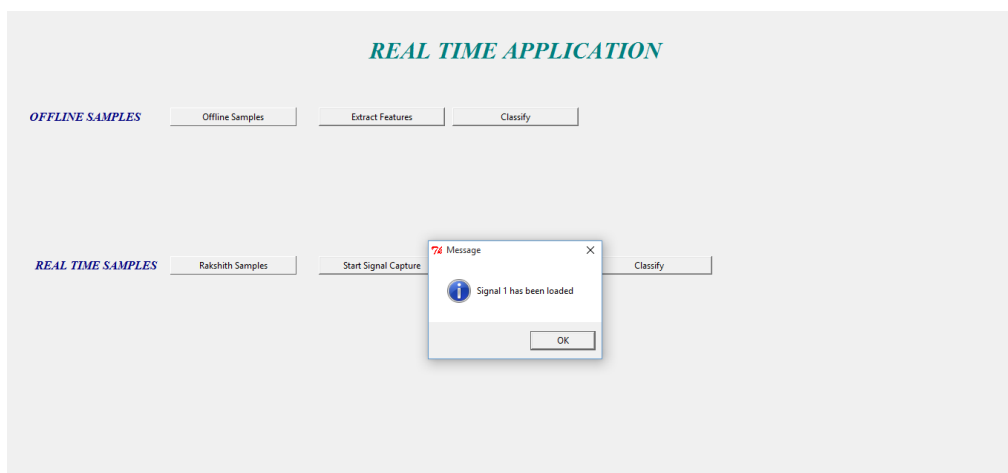 REAL TIME APPLICATION
OFFLINE SAMPLES Offline Samples Extract Features Classify
Message
REAL TIME SAMPLES Rakshith Samples Start Signal Capture Classify
Signal 1 has been loaded
OK